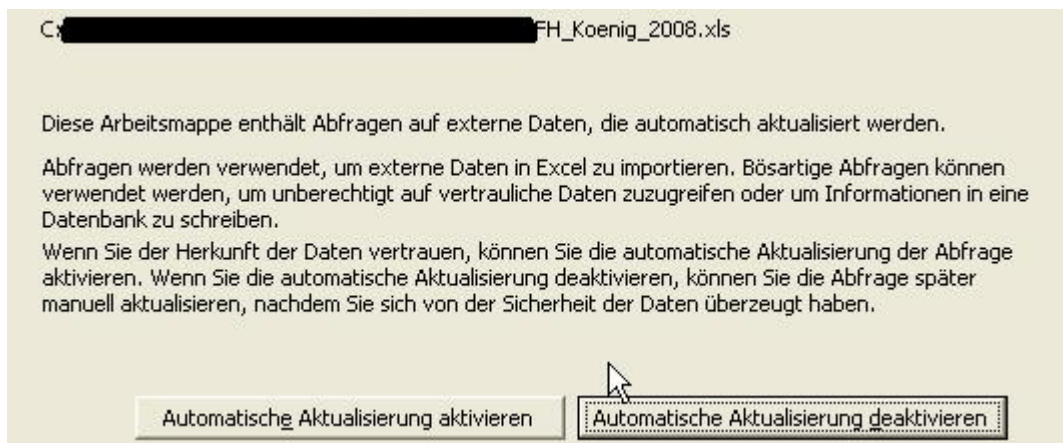 C:FH_Koenig_2008.xls
Diese Arbeitsmappe enthält Abfragen auf externe Daten, die automatisch aktualisiert werden.
Abfragen werden verwendet, um externe Daten in Excel zu importieren. Bösartige Abfragen können
verwendet werden, um unberechtigt auf vertrauliche Daten zuzugreifen oder um Informationen in eine
Datenbank zu schreiben.
Wenn Sie der Herkunft der Daten vertrauen, können Sie die automatische Aktualisierung der Abfrage
aktivieren. Wenn Sie die automatische Aktualisierung deaktivieren, können Sie die Abfrage später
manuell aktualisieren, nachdem Sie sich von der Sicherheit der Daten überzeugt haben.
Automatische Aktualisierung aktivieren Automatische Aktualisierung deaktivieren